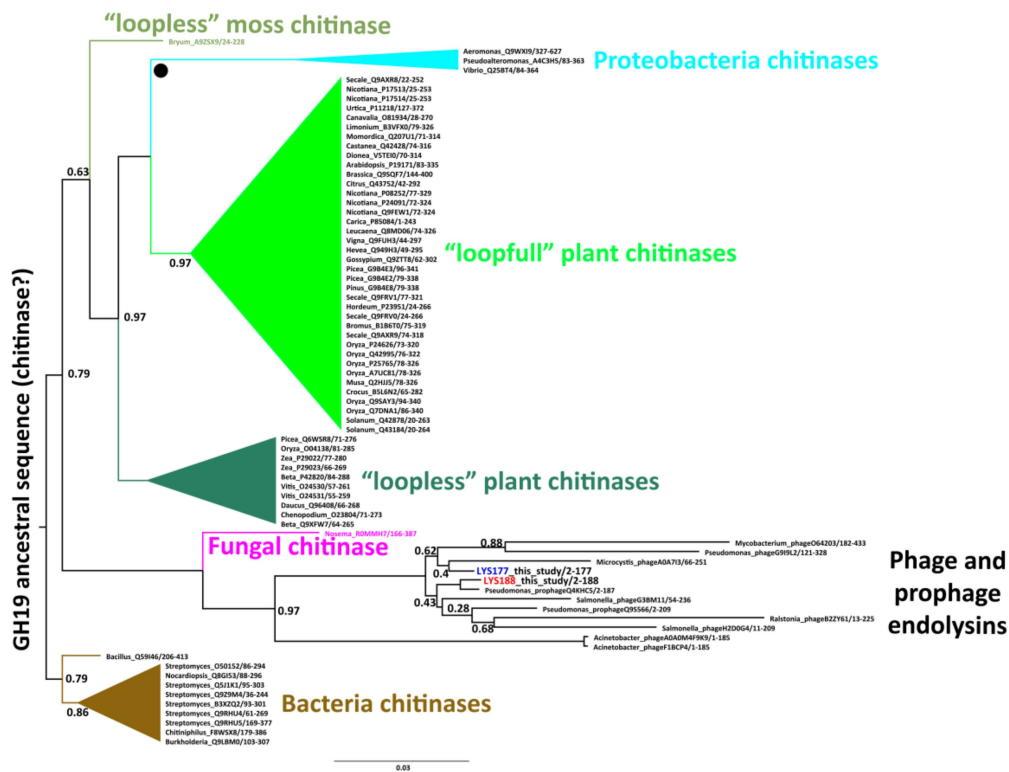 “loopless” moss chitinase
Bryum_A9ZSX9/24-228
Aeromonas_Q9WXI9/327-627
Pseudoalteromonas_A4C3H5/83-363
Vibrio_Q25BT4/84-364
Proteobacteria chitinases
Secale_Q9AXR8/22-252
Nicotiana_P17513/25-253
Nicotiana_P17514/25-253
Urtica_P11218/127-372
Canavalia_O81934/28-270
Limonium_B3VFX0/79-326
Momordica_Q207U1/71-314
Castanea_Q42428/74-316
Dionea_V5TEI0/70-314
Arabidopsis_P19171/83-335
Brassica_Q9SQF7/144-400
Citrus_Q43752/42-292
Nicotiana_P08252/77-329
Nicotiana_P24091/72-324
Nicotiana_Q9FEW1/72-324
Carica_P85084/1-243
Leucaena_Q8MD06/74-326
Vigna_Q9FUH3/44-297
Hevea_Q949H3/49-295
Gossypium_Q9ZTT8/62-302
Picea_G9B4E3/96-341
Picea_G9B4E2/79-338
Pinus_G9B4E8/79-338
Secale_Q9FRV1/77-321
Hordeum_P23951/24-266
Secale_Q9FRV0/24-266
Bromus_B1B6T0/75-319
Secale_Q9AXR9/74-318
Oryza_P24626/73-320
Oryza_Q42995/76-322
Oryza_P25765/78-326
Oryza_A7UC81/78-326
Musa_Q2HJJ5/78-326
Crocus_B5L6N2/65-282
Oryza_Q9SAY3/94-340
Oryza_Q7DNA1/86-340
Solanum_Q42878/20-263
Solanum_Q43184/20-264
“loopfull” plant chitinases
0.63
0.97
0.97
0.79
GH19 ancestral sequence (chitinase?)
Picea_Q6WSR8/71-276
Oryza_O04138/81-285
Zea_P29022/77-280
Zea_P29023/66-269
Beta_P42820/84-288
Vitis_O24530/57-261
Vitis_O24531/55-259
Daucus_Q96408/66-268
Chenopodium_O23804/71-273
Beta_Q9XFW7/64-265
“loopless” plant chitinases
Nosema_R0MMH7/166-387
Fungal chitinase
0.88
Mycobacterium_phageO64203/182-433
Pseudomonas_phageG9I9L2/121-328
0.62
Microcystis_phageA0A7I3/66-251
0.4
LYS177_this_study/2-177
LYS188_this_study/2-188
Pseudomonas_prophageQ4KHC5/2-187
0.43
Salmonella_phageG3BM11/54-236
0.28
Pseudomonas_prophageQ9S566/2-209
Ralstonia_phageB2ZY61/13-225
0.68
Salmonella_phageH2D0G4/11-209
0.97
Acinetobacter_phageA0A0M4F9K9/1-185
Acinetobacter_phageF1BCP4/1-185
Phage and
prophage
endolysins
Bacillus_Q59I46/206-413
0.79
Streptomyces_O50152/86-294
Nocardiopsis_Q8GI53/88-296
Streptomyces_Q5J1K1/95-303
Streptomyces_Q9Z9M4/36-244
Streptomyces_B3XZQ2/93-301
Streptomyces_Q9RHU4/61-269
Streptomyces_Q9RHU5/169-377
Chitiniphilus_F8WSX8/179-386
Burkholderia_Q9LBM0/103-307
0.86
Bacteria chitinases
0.03